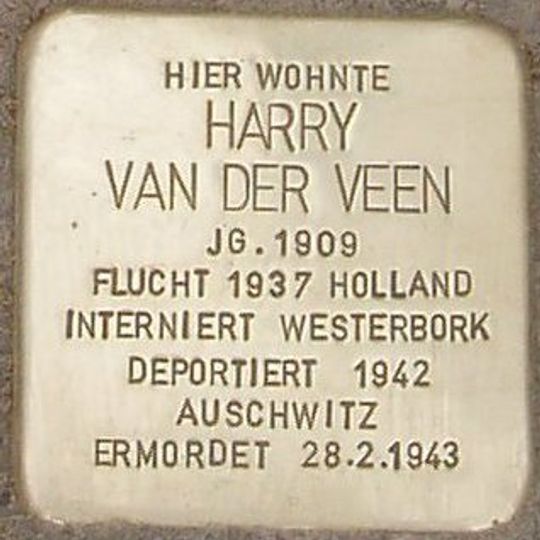 HIER WOHNTE
HARRY
VAN DER VEEN
JG. 1909
FLUCHT 1937 HOLLAND
INTERNIERT WESTERBORK
DEPORTIERT 1942
AUSCHWITZ
ERMORDET 28.2.1943